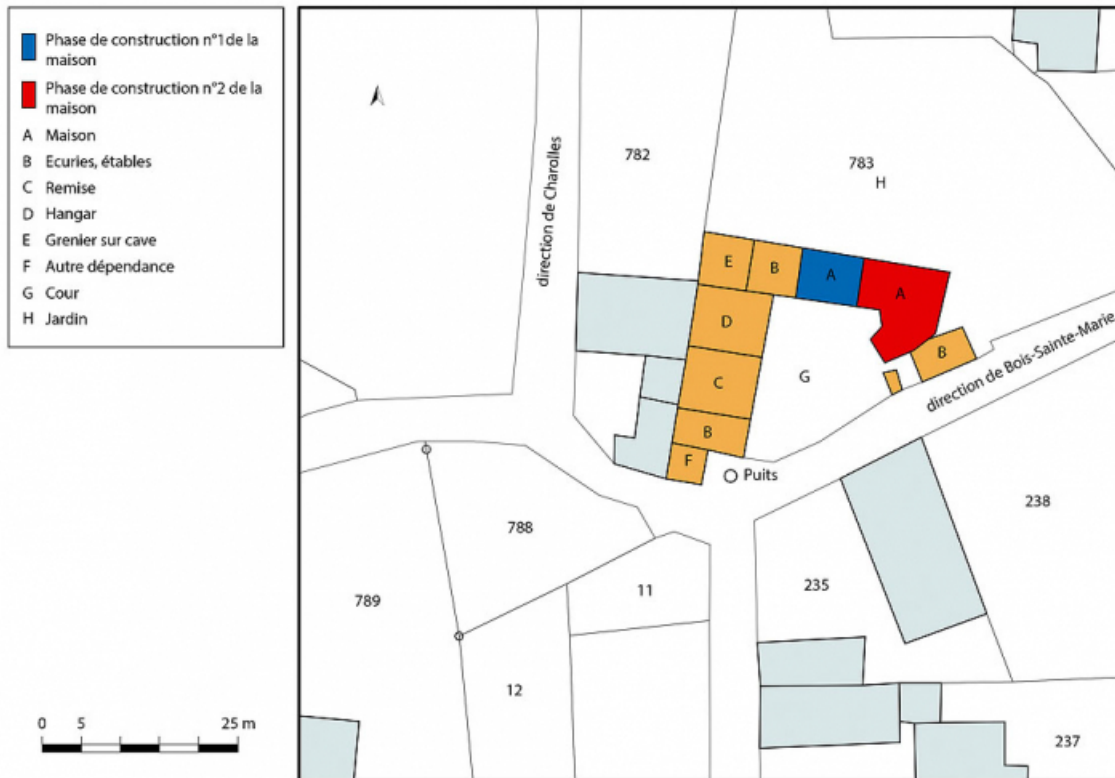 Phase de construction n°1de la
maison
Phase de construction n°2 de la
maison
A Maison
B Ecuries, étables
C Remise
D Hangar
E Grenier sur cave
F Autre dépendance
G Cour
H Jardin
0 5 25 m
direction de Charolles
782
783
H
E
B
A
A
D
B
G
C
direction de Bois-Sainte-Marie
B
F
Puits
238
788
235
789
11
12
237